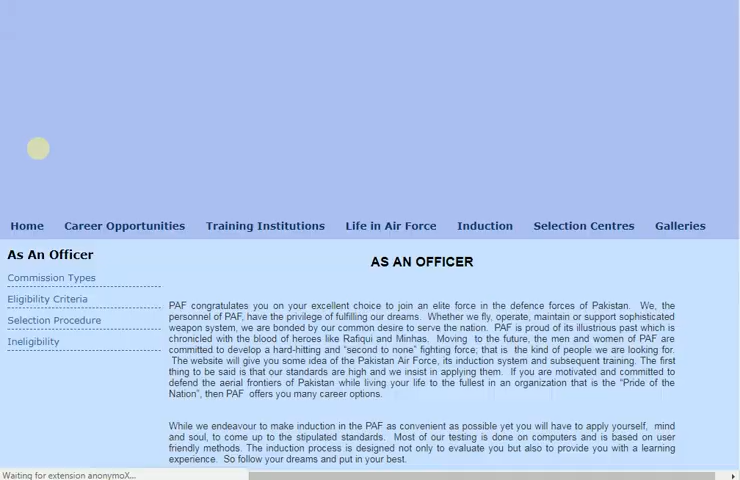 Home Career Opportunities Training Institutions Life in Air Force Induction Selection Centres Galleries
As An Officer
Commission Types
Eligibility Criteria
Selection Procedure
Ineligibility
AS AN OFFICER
PAF congratulates you on your excellent choice to join an elite force in the defence forces of Pakistan. We, the
personnel of PAF, have the privilege of fulfilling our dreams. Whether we fly, operate, maintain or support sophisticated
weapon system, we are bonded by our common desire to serve the nation. PAF is proud of its illustrious past which is
chronicled with the blood of heroes like Rafiqui and Minhas. Moving to the future, the men and women of PAF are
committed to develop a hard-hitting and “second to none” fighting force; that is the kind of people we are looking for.
The website will give you some idea of the Pakistan Air Force, its induction system and subsequent training. The first
thing to be said is that our standards are high and we insist in applying them. If you are motivated and committed to
defend the aerial frontiers of Pakistan while living your life to the fullest in an organization that is the “Pride of the
Nation”, then PAF offers you many career options.
While we endeavour to make induction in the PAF as convenient as possible yet you will have to apply yourself, mind
and soul, to come up to the stipulated standards. Most of our testing is done on computers and is based on user
friendly methods. The induction process is designed not only to evaluate you but also to provide you with a learning
experience. So follow your dreams and put in your best.
Waiting for extension anonymoX...